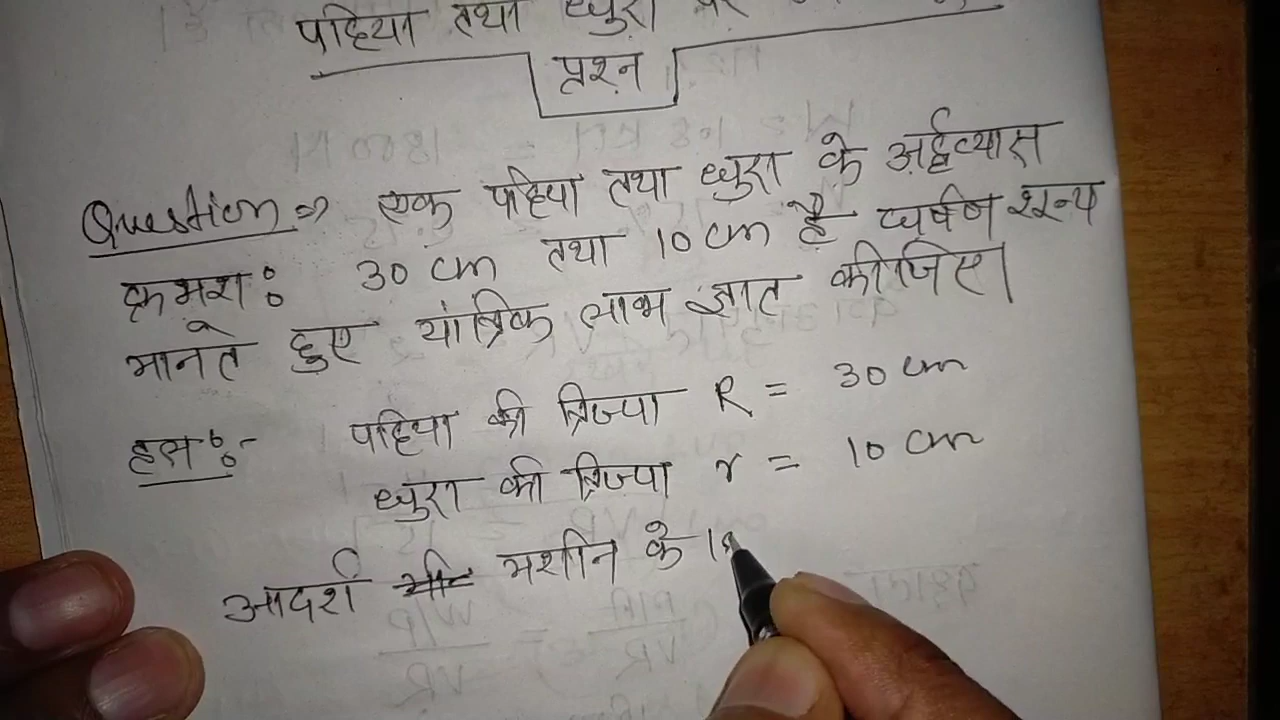 पहिया तथा धुरा पर
प्रश्न
Question => एक पहिया तथा धुरा के अर्द्धव्यास
क्रमश: 30 cm तथा 10 cm है घर्षण शून्य
मानते हुए यांत्रिक लाभ ज्ञात कीजिए।
हल:- पहिया की त्रिज्या R = 30 cm
धुरा की त्रिज्या r = 10 cm
आदर्श मशीन के